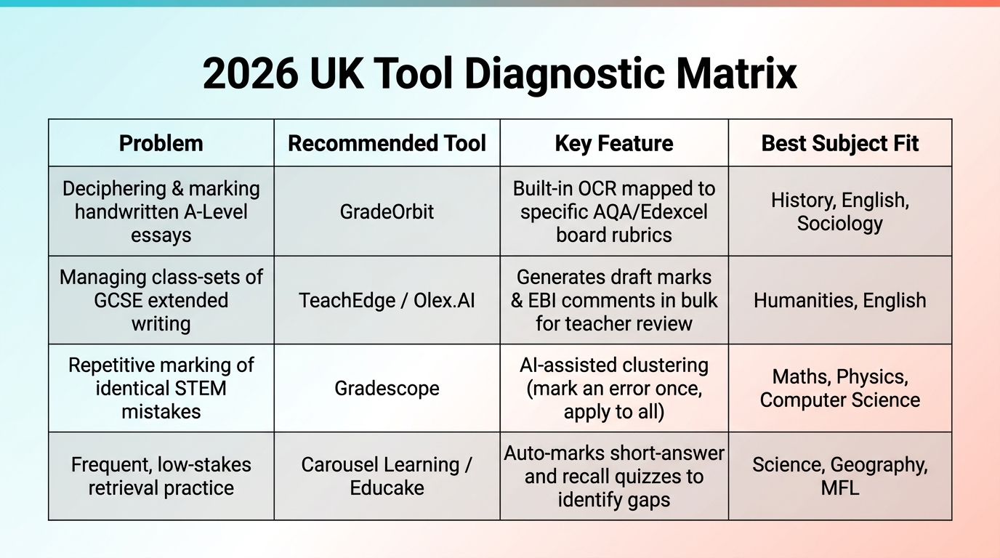 2026 UK Tool Diagnostic Matrix
Problem
Recommended Tool
Key Feature
Best Subject Fit
Deciphering & marking
handwritten A-Level
essays
GradeOrbit
Built-in OCR mapped to
specific AQA/Edexcel
board rubrics
History, English,
Sociology
Managing class-sets of
GCSE extended
writing
TeachEdge / Olex.AI
Generates draft marks
& EBI comments in bulk
for teacher review
Humanities, English
Repetitive marking of
identical STEM
mistakes
Gradescope
AI-assisted clustering
(mark an error once,
apply to all)
Maths, Physics,
Computer Science
Frequent, low-stakes
retrieval practice
Carousel Learning /
Educake
Auto-marks short-answer
and recall quizzes to
identify gaps
Science, Geography,
MFL